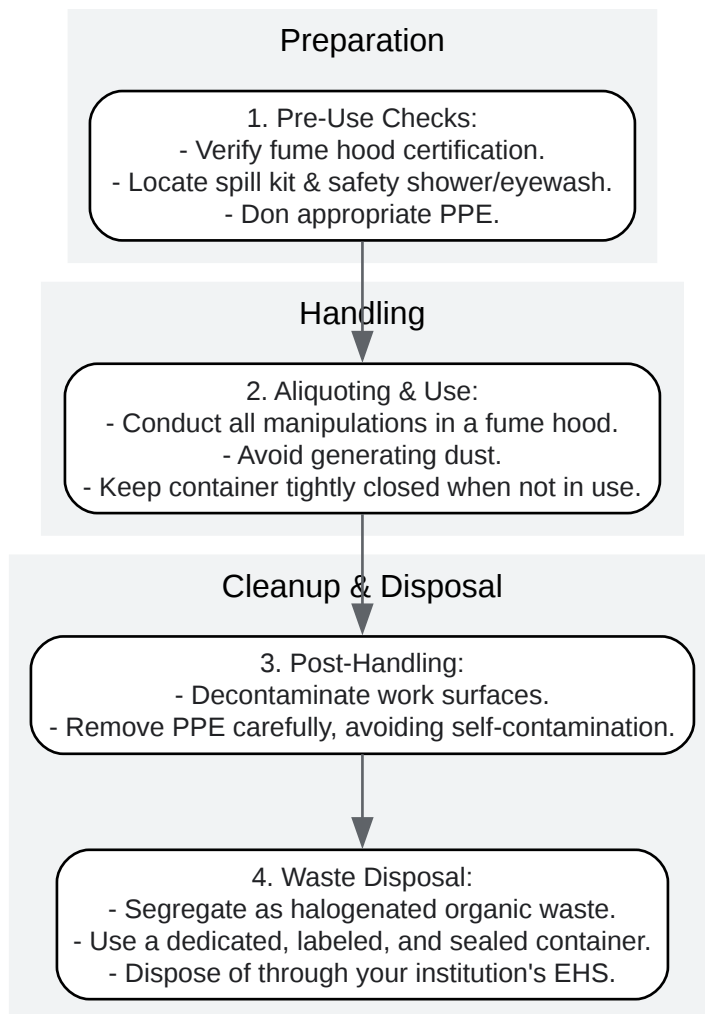 Preparation
1. Pre-Use Checks:
- Verify fume hood certification.
- Locate spill kit & safety shower/eyewash.
- Don appropriate PPE.
Handling
2. Aliquoting & Use:
- Conduct all manipulations in a fume hood.
- Avoid generating dust.
- Keep container tightly closed when not in use.
Cleanup & Disposal
3. Post-Handling:
- Decontaminate work surfaces.
- Remove PPE carefully, avoiding self-contamination.
4. Waste Disposal:
- Segregate as halogenated organic waste.
- Use a dedicated, labeled, and sealed container.
- Dispose of through your institution's EHS.